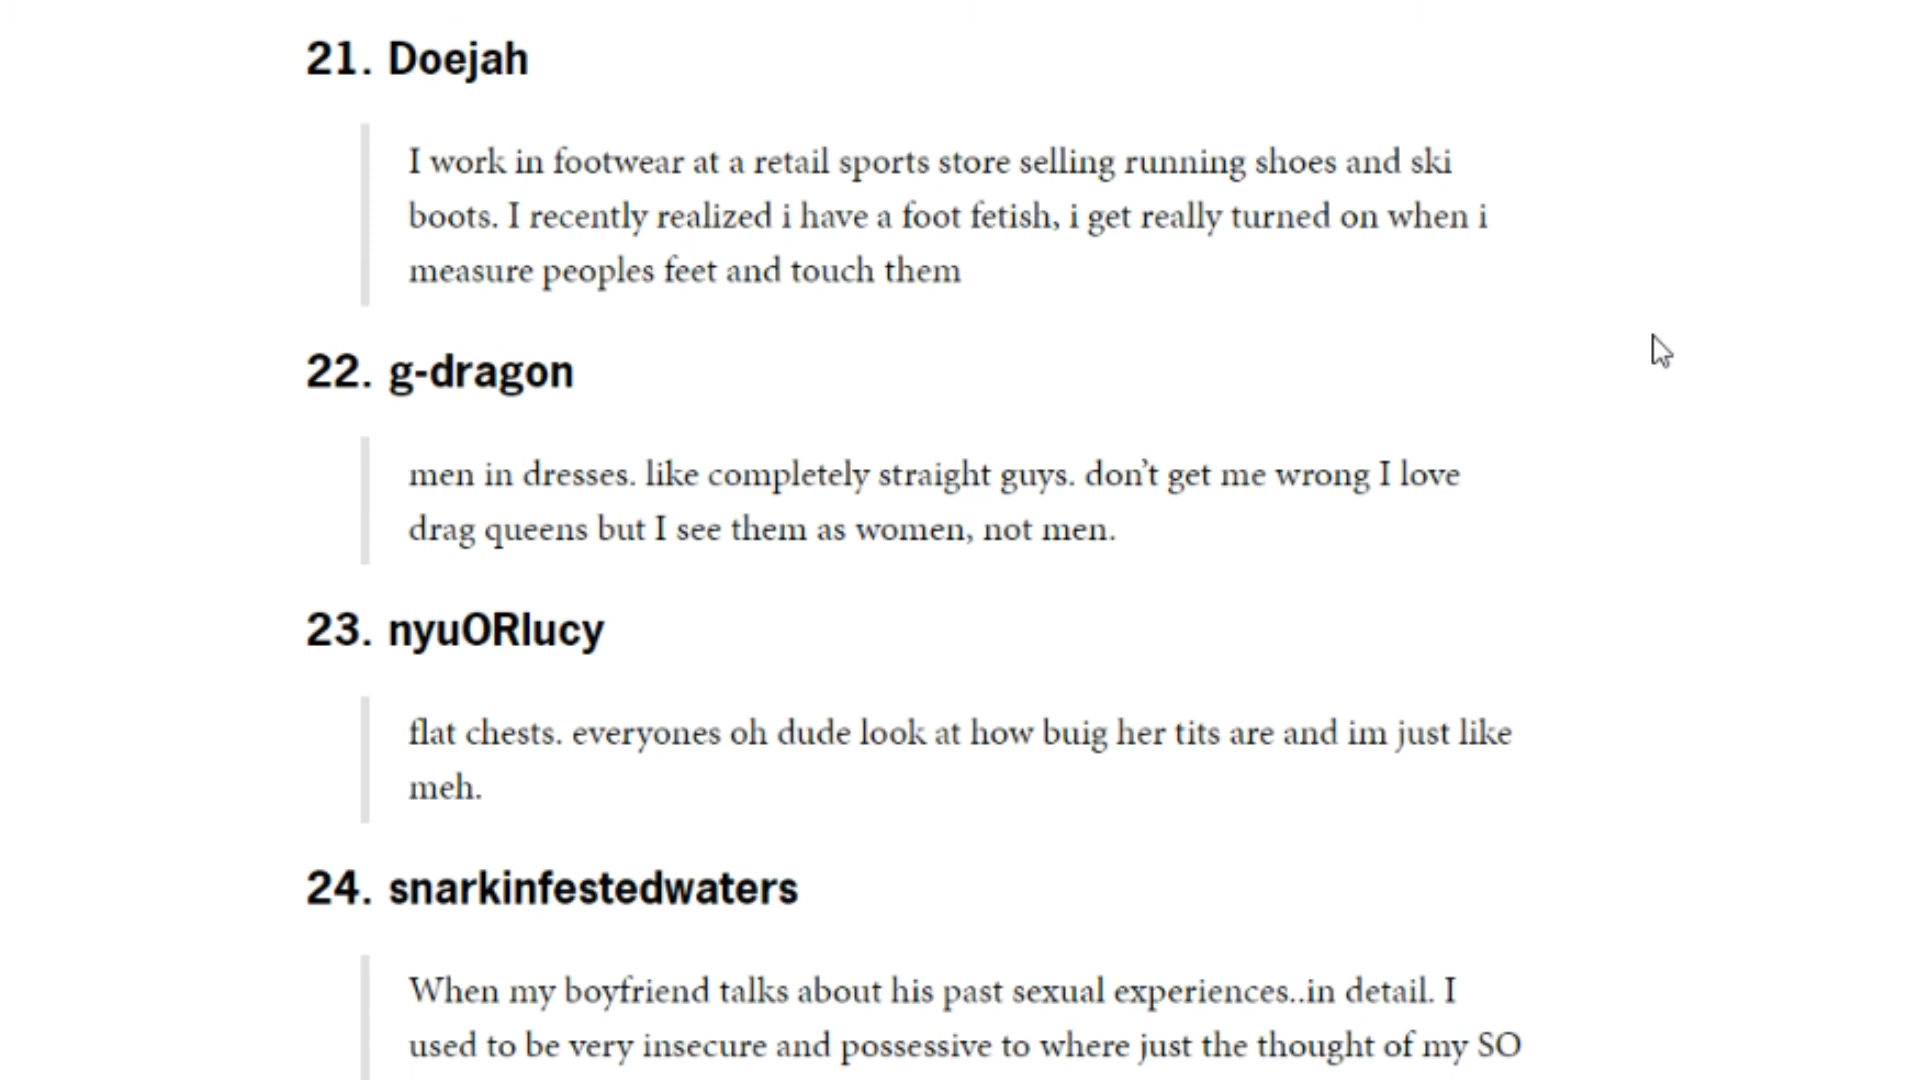 21. Doejah
I work in footwear at a retail sports store selling running shoes and ski
boots. I recently realized i have a foot fetish, i get really turned on when i
measure peoples feet and touch them
22. g-dragon
men in dresses. like completely straight guys. don’t get me wrong I love
drag queens but I see them as women, not men.
23. nyuORlucy
flat chests. everyones oh dude look at how buig her tits are and im just like
meh.
24. snarkinfestedwaters
When my boyfriend talks about his past sexual experiences..in detail. I
used to be very insecure and possessive to where just the thought of my SO